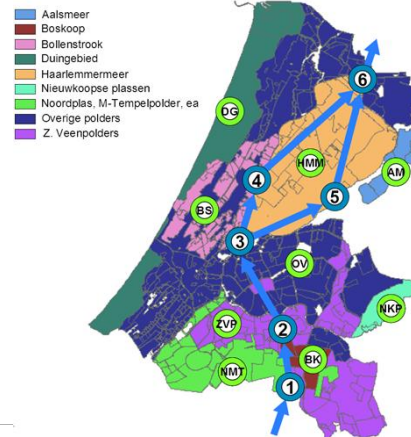 Aalsmeer
Boskoop
Bollenstrook
Duingebied
Haarlemmermeer
Nieuwkoopse plassen
Noordplas, M-Tempelpolder, ea
Overige polders
Z. Veenpolders
6
DG
HMM
AM
4
5
BS
3
OV
NKP
ZVP
2
BK
NMT
1